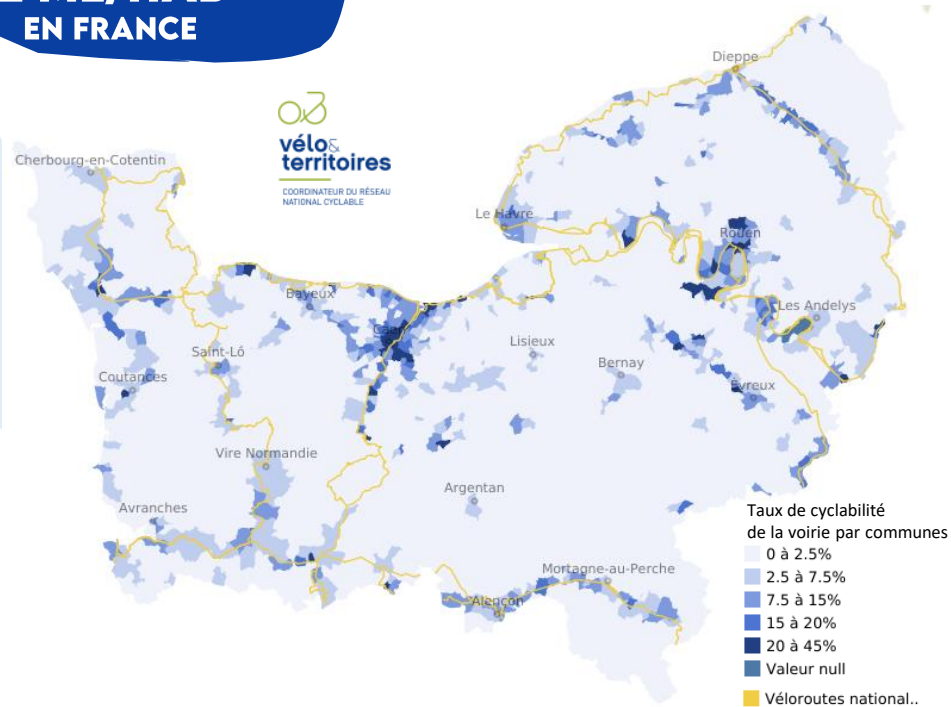 EN FRANCE
Dieppe
vélo&
territoires
COORDINATEUR DU RÉSEAU
NATIONAL CYCLABLE
Cherbourg-en-Cotentin
Le Havre
Rouen
Bayeux
Les Andelys
Caen
Saint-Ló
Lisieux
Bernay
Coutances
Évreux
Vire Normandie
Argentan
Avranches
Mortagne-au-Perche
Alençon
Taux de cyclabilité
de la voirie par communes
0 à 2.5%
2.5 à 7.5%
7.5 à 15%
15 à 20%
20 à 45%
Valeur null
Véloroutes national..